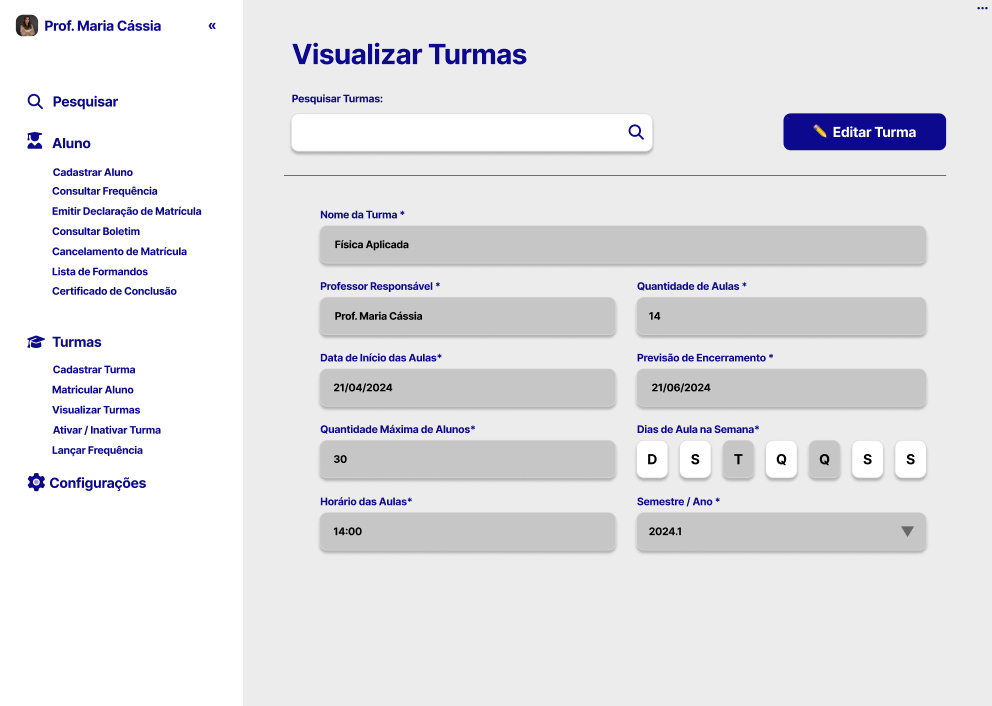 Prof. Maria Cássia «
Pesquisar
Aluno
Cadastrar Aluno
Consultar Frequência
Emitir Declaração de Matrícula
Consultar Boletim
Cancelamento de Matrícula
Lista de Formandos
Certificado de Conclusão
Turmas
Cadastrar Turma
Matricular Aluno
Visualizar Turmas
Ativar / Inativar Turma
Lançar Frequência
Configurações
Visualizar Turmas
Pesquisar Turmas:
Editar Turma
Nome da Turma *
Física Aplicada
Professor Responsável * Quantidade de Aulas *
Prof. Maria Cássia 14
Data de Início das Aulas* Previsão de Encerramento *
21/04/2024 21/06/2024
Quantidade Máxima de Alunos* Dias de Aula na Semana*
30 D S T Q Q S S
Horário das Aulas* Semestre / Ano *
14:00 2024.1